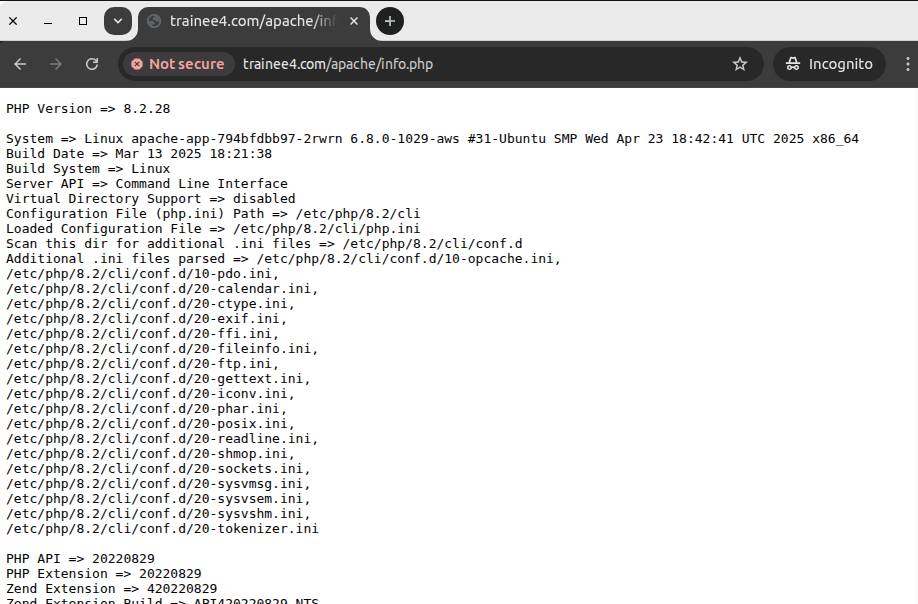 trainee4.com/apache/inf
Not secure
trainee4.com/apache/info.php
Incognito
PHP Version => 8.2.28
System => Linux apache-app-794bfdbb97-2rwrn 6.8.0-1029-aws #31-Ubuntu SMP Wed Apr 23 18:42:41 UTC 2025 x86_64
Build Date => Mar 13 2025 18:21:38
Build System => Linux
Server API => Command Line Interface
Virtual Directory Support => disabled
Configuration File (php.ini) Path => /etc/php/8.2/cli
Loaded Configuration File => /etc/php/8.2/cli/php.ini
Scan this dir for additional .ini files => /etc/php/8.2/cli/conf.d
Additional .ini files parsed => /etc/php/8.2/cli/conf.d/10-opcache.ini,
/etc/php/8.2/cli/conf.d/10-pdo.ini,
/etc/php/8.2/cli/conf.d/20-calendar.ini,
/etc/php/8.2/cli/conf.d/20-ctype.ini,
/etc/php/8.2/cli/conf.d/20-exif.ini,
/etc/php/8.2/cli/conf.d/20-ffi.ini,
/etc/php/8.2/cli/conf.d/20-fileinfo.ini,
/etc/php/8.2/cli/conf.d/20-ftp.ini,
/etc/php/8.2/cli/conf.d/20-gettext.ini,
/etc/php/8.2/cli/conf.d/20-iconv.ini,
/etc/php/8.2/cli/conf.d/20-phar.ini,
/etc/php/8.2/cli/conf.d/20-posix.ini,
/etc/php/8.2/cli/conf.d/20-readline.ini,
/etc/php/8.2/cli/conf.d/20-shmop.ini,
/etc/php/8.2/cli/conf.d/20-sockets.ini,
/etc/php/8.2/cli/conf.d/20-sysvmsg.ini,
/etc/php/8.2/cli/conf.d/20-sysvsem.ini,
/etc/php/8.2/cli/conf.d/20-sysvshm.ini,
/etc/php/8.2/cli/conf.d/20-tokenizer.ini
PHP API => 20220829
PHP Extension => 20220829
Zend Extension => 420220829
Zend Extension Build => API420220829,NTS